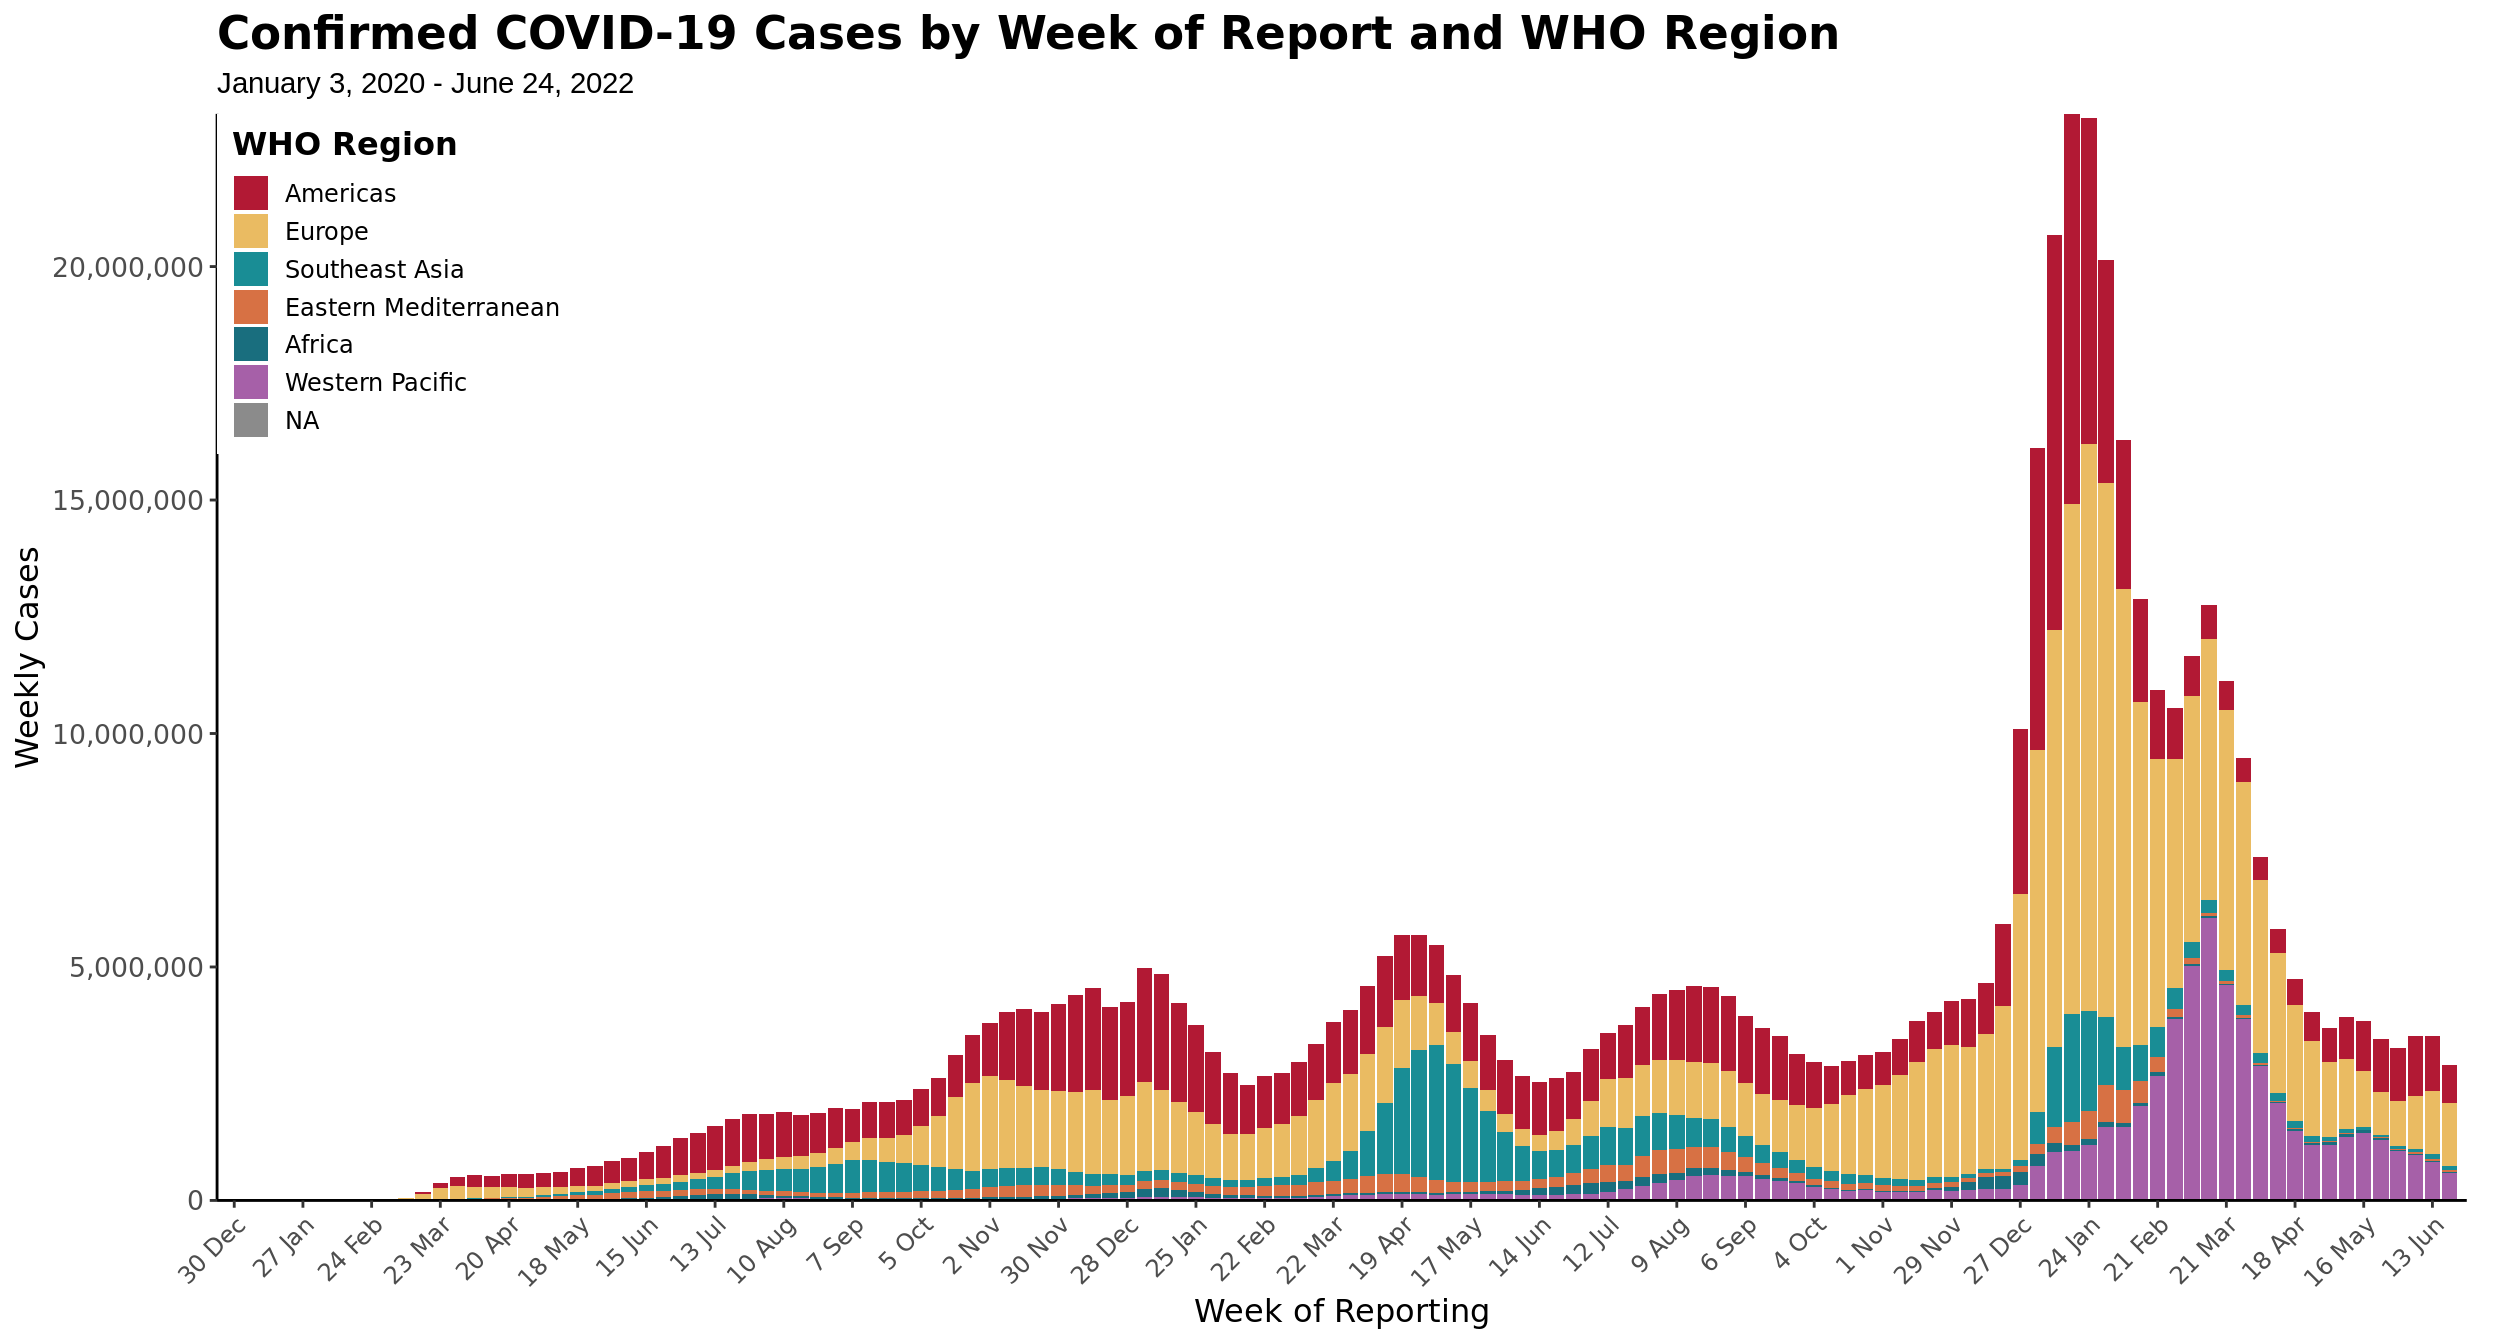 Confirmed COVID-19 Cases by Week of Report and WHO Region
January 3, 2020 - June 24, 2022
WHO Region
Americas
Europe
Southeast Asia
Eastern Mediterranean
Africa
Western Pacific
NA
Weekly Cases
20,000,000
15,000,000
10,000,000
5,000,000
0
30 Dec
27 Jan
24 Feb
23 Mar
20 Apr
18 May
15 Jun
13 Jul
10 Aug
7 Sep
5 Oct
2 Nov
30 Nov
28 Dec
25 Jan
22 Feb
22 Mar
19 Apr
17 May
14 Jun
12 Jul
9 Aug
6 Sep
4 Oct
1 Nov
29 Nov
27 Dec
24 Jan
21 Feb
21 Mar
18 Apr
16 May
13 Jun
Week of Reporting